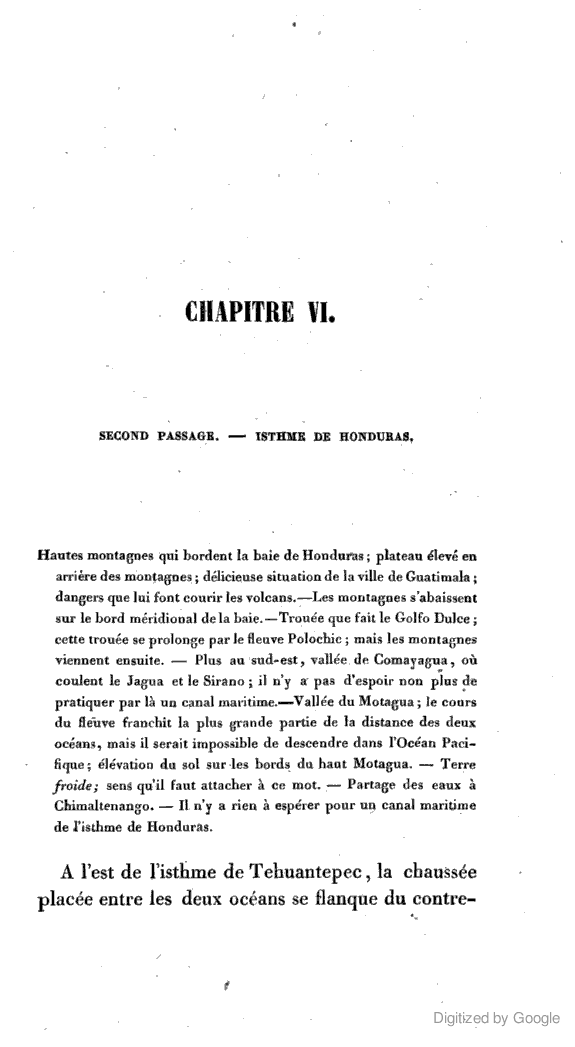 CHAPITRE VI.
SECOND PASSAGE. — ISTHME DE HONDURAS.
Hautes montagnes qui bordent la baie de Honduras ; plateau élevé en
arrière des montagnes ; délicieuse situation de la ville de Guatimala ;
dangers que lui font courir les volcans.—Les montagnes s'abaissent
sur le bord méridional de la baie.—Trouée que fait le Golfo Dulce ;
cette trouée se prolonge par le fleuve Polochic ; mais les montagnes
viennent ensuite. — Plus au sud-est, vallée de Comayagua, où
coulent le Jagua et le Sirano ; il n'y a pas d'espoir non plus de
pratiquer par là un canal maritime.—Vallée du Motagua ; le cours
du fleuve franchit la plus grande partie de la distance des deux
océans, mais il serait impossible de descendre dans l'Océan Paci-
fique ; élévation du sol sur les bords du haut Motagua. — Terre
froide ; sens qu'il faut attacher à ce mot. — Partage des eaux à
Chimaltenango. — Il n'y a rien à espérer pour un canal maritime
de l'isthme de Honduras.
A l'est de l'isthme de Tehuantepec, la chaussée
placée entre les deux océans se flanque du contre-
Digitized by Google